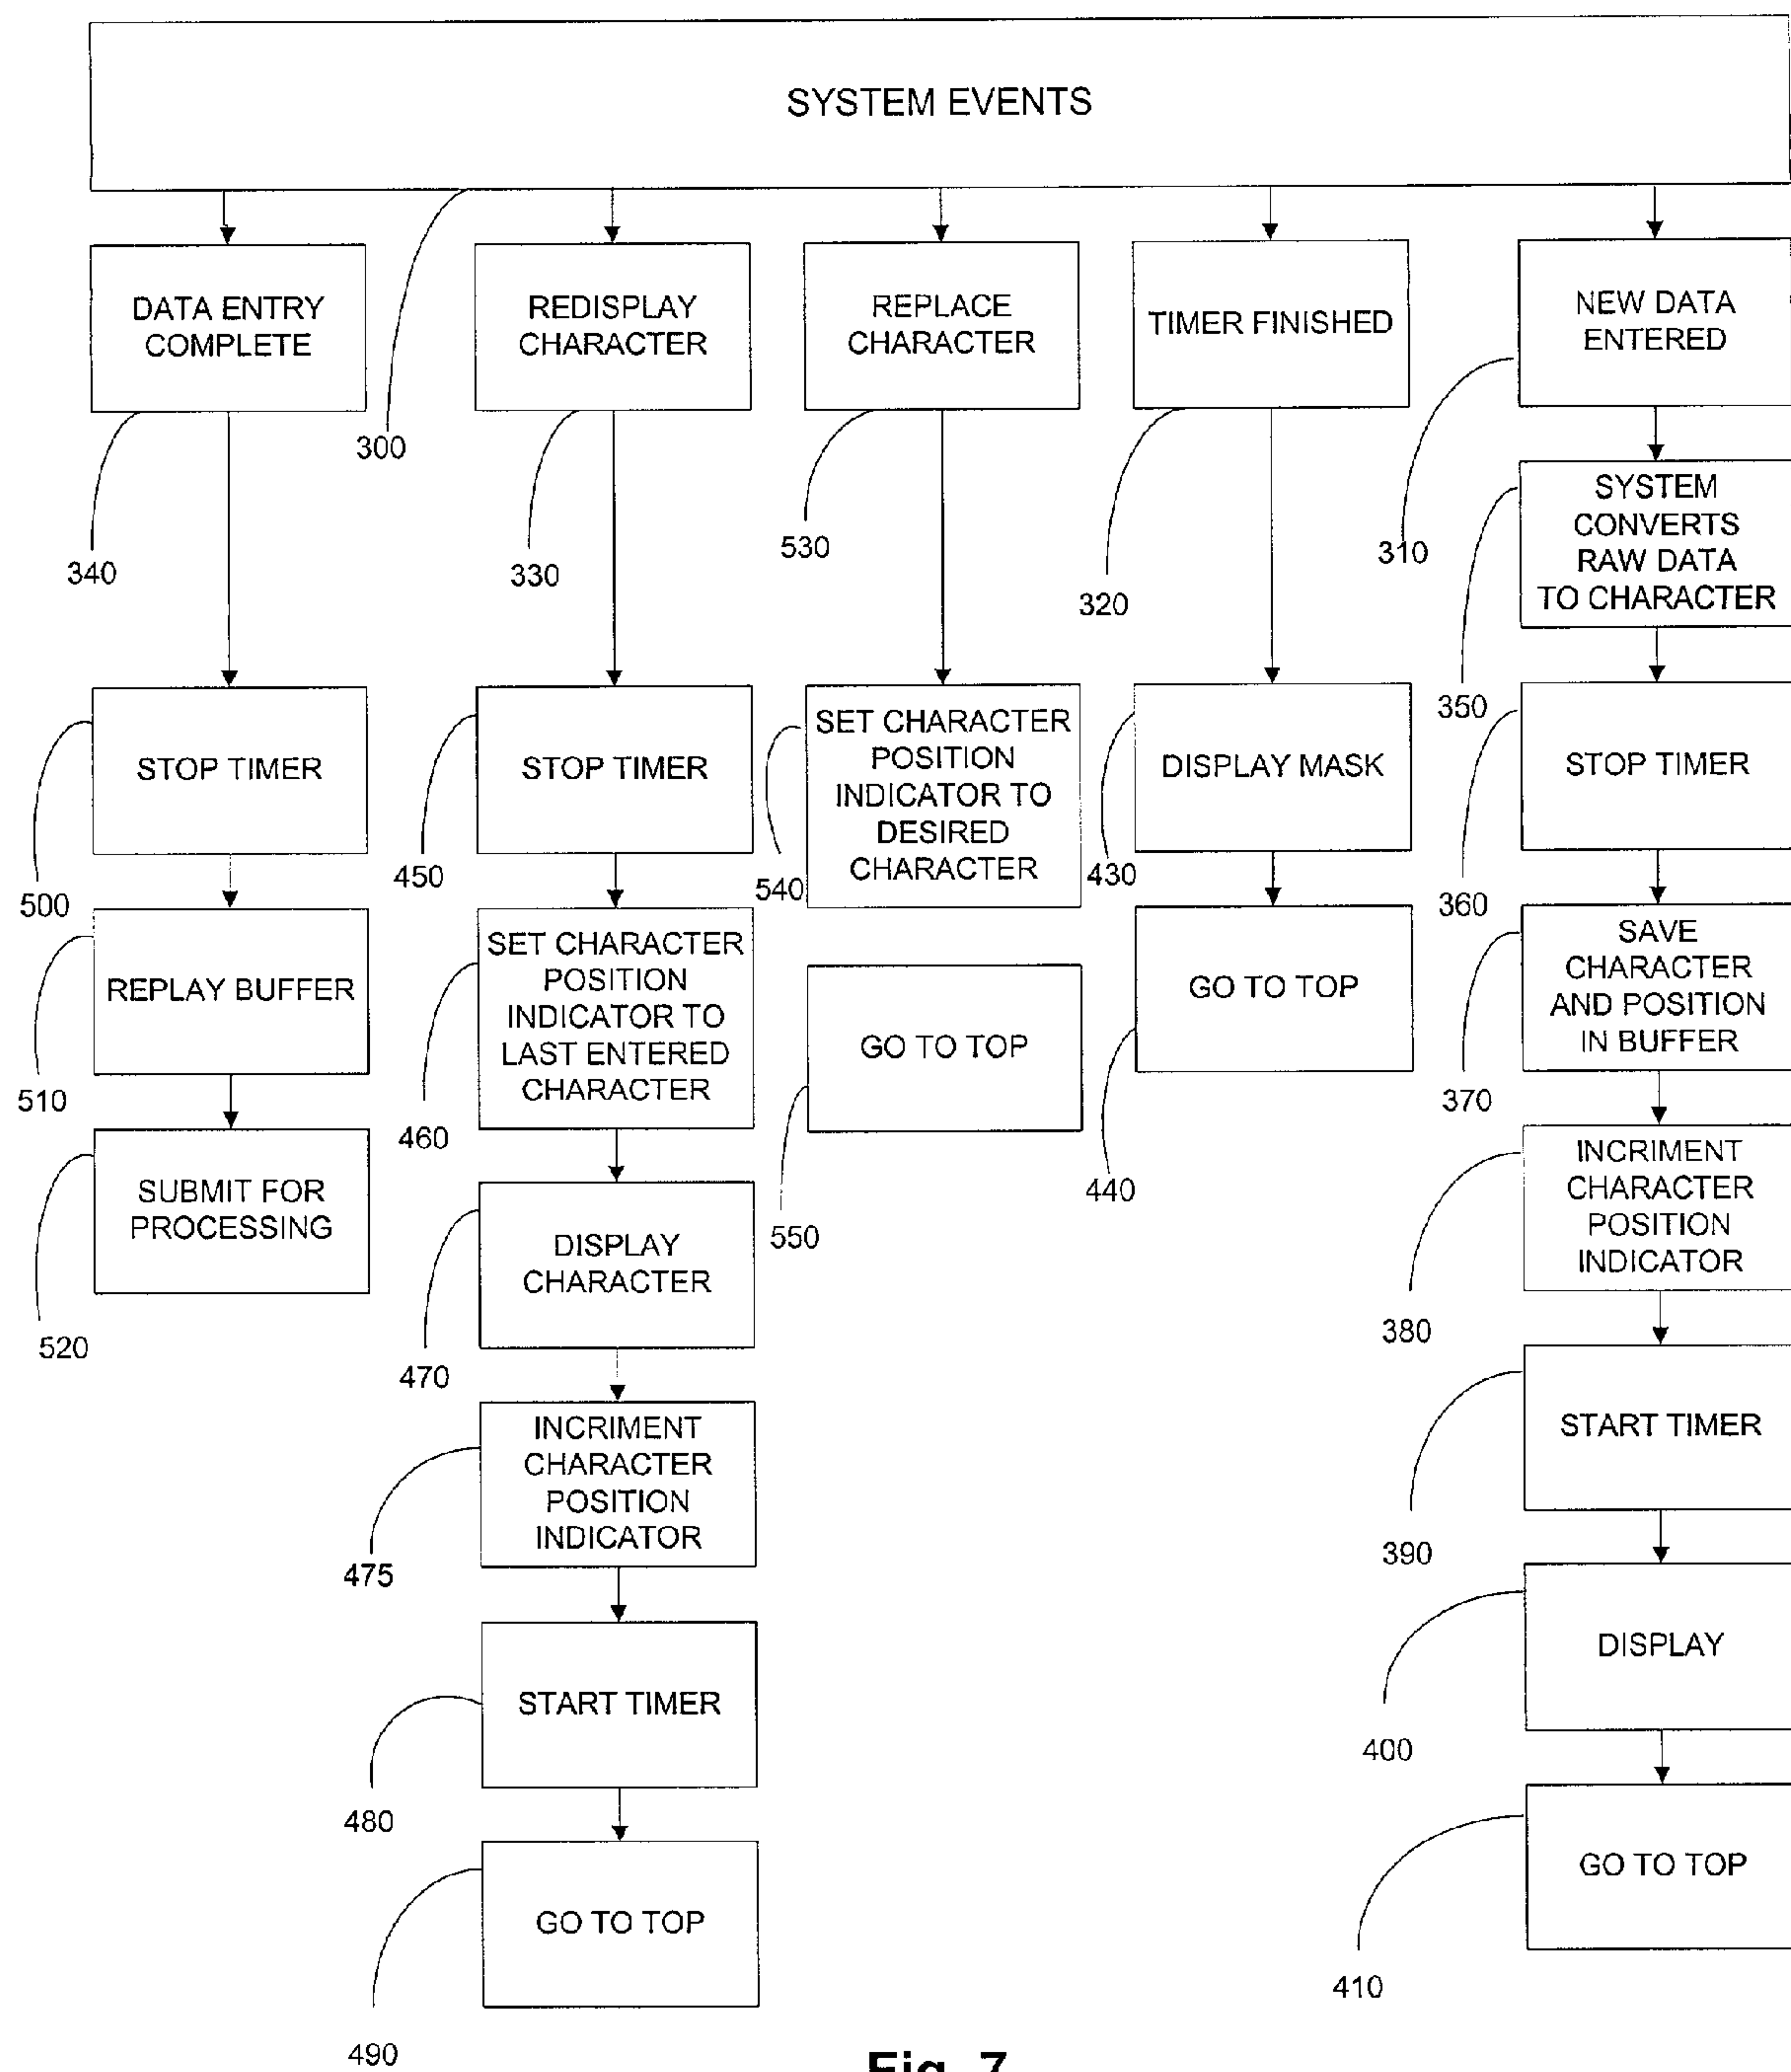 SYSTEM EVENTS
300
DATA ENTRY
COMPLETE
340
STOP TIMER
500
REPLAY BUFFER
510
SUBMIT FOR
PROCESSING
520
REDISPLAY
CHARACTER
330
STOP TIMER
450
SET CHARACTER
POSITION
INDICATOR TO
LAST ENTERED
CHARACTER
460
DISPLAY
CHARACTER
470
INCRIMENT
CHARACTER
POSITION
INDICATOR
475
START TIMER
480
GO TO TOP
490
REPLACE
CHARACTER
530
SET CHARACTER
POSITION
INDICATOR TO
DESIRED
CHARACTER
540
GO TO TOP
550
TIMER FINISHED
320
DISPLAY MASK
430
GO TO TOP
440
NEW DATA
ENTERED
310
SYSTEM
CONVERTS
RAW DATA
TO CHARACTER
350
STOP TIMER
360
SAVE
CHARACTER
AND POSITION
IN BUFFER
370
INCRIMENT
CHARACTER
POSITION
INDICATOR
380
START TIMER
390
DISPLAY
400
GO TO TOP
410
Fig. 7